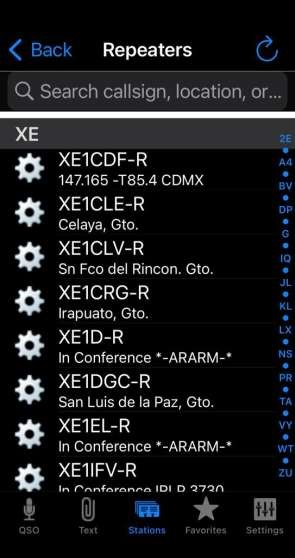 Back
Repeaters
Search callsign, location, or...
XE
XE1CDF-R
147.165 -T85.4 CDMX
XE1CLE-R
Celaya, Gto.
XE1CLV-R
Sn Fco del Rincon. Gto.
XE1CRG-R
Irapuato, Gto.
XE1D-R
In Conference *-ARARM-*
XE1DGC-R
San Luis de la Paz, Gto.
XE1EL-R
In Conference *-ARARM-*
XE1IFV-R
In Conference IRLP 3730
2E
A4
BV
DP
G
IQ
JL
KL
LX
NS
PR
TA
VY
WT
ZU
QSO
Text
Stations
Favorites
Settings